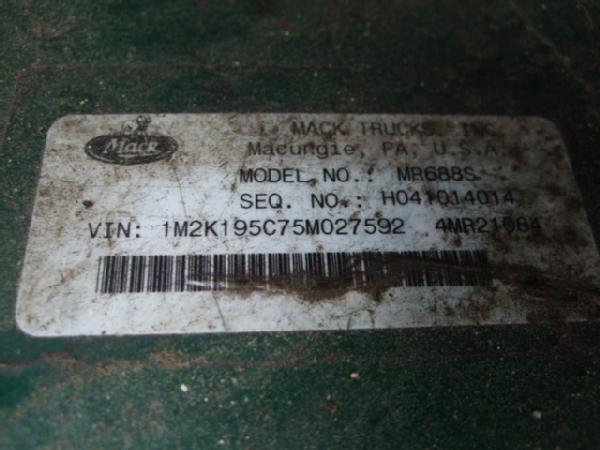 Mack
MACK TRUCKS, INC.
Macungie, PA, U.S.A.
MODEL NO.: MR688S
SEQ. NO.: H041014014
VIN: 1M2K195C75M027592 4MR21084